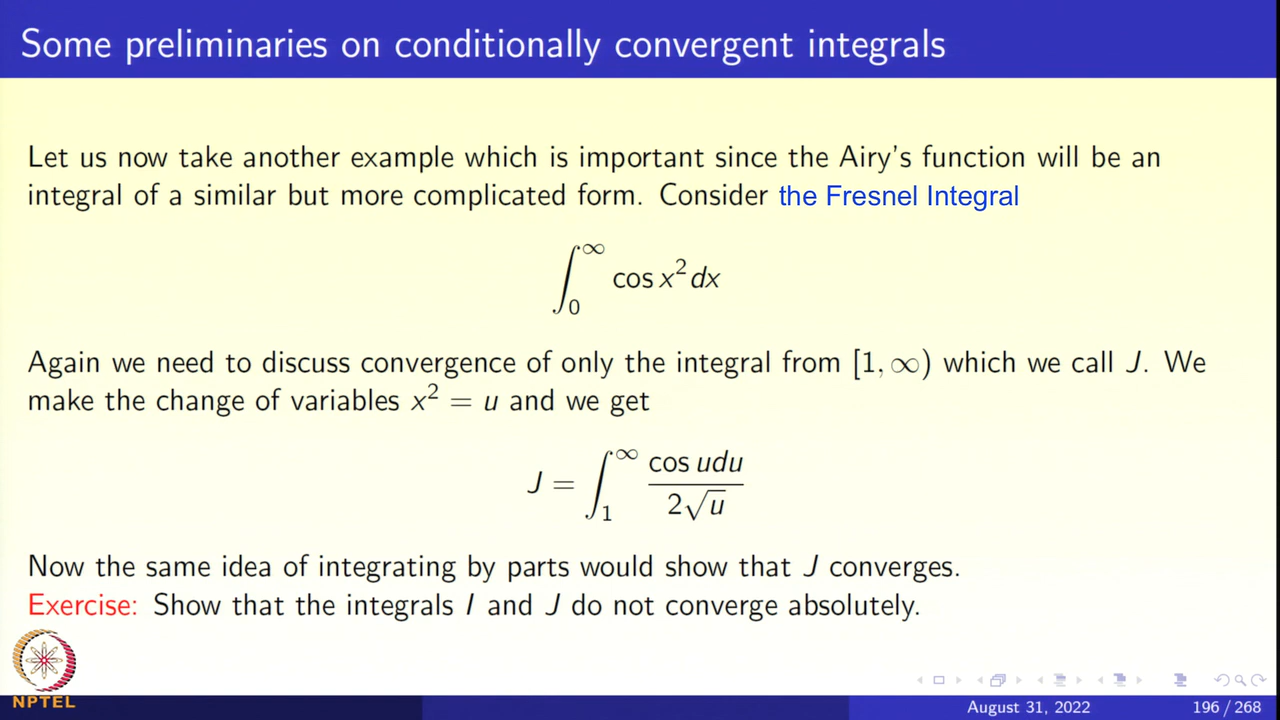 Some preliminaries on conditionally convergent integrals
Let us now take another example which is important since the Airy's function will be an
integral of a similar but more complicated form. Consider the Fresnel Integral
∫₀^∞ cos x² dx
Again we need to discuss convergence of only the integral from [1, ∞) which we call J. We
make the change of variables x² = u and we get
J = ∫₁^∞ cos udu / 2√u
Now the same idea of integrating by parts would show that J converges.
Exercise: Show that the integrals I and J do not converge absolutely.
NPTEL
August 31, 2022 196 / 268